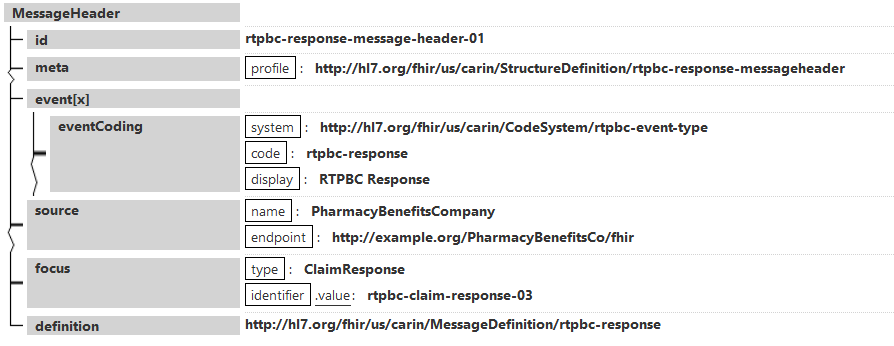 MessageHeader
id rtpbc-response-message-header-01
meta profile : http://hl7.org/fhir/us/carin/StructureDefinition/rtpbc-response-messageheader
event[x]
eventCoding system : http://hl7.org/fhir/us/carin/CodeSystem/rtpbc-event-type
code : rtpbc-response
display : RTPBC Response
source name : PharmacyBenefitsCompany
endpoint : http://example.org/PharmacyBenefitsCo/fhir
focus type : ClaimResponse
identifier .value: rtpbc-claim-response-03
definition http://hl7.org/fhir/us/carin/MessageDefinition/rtpbc-response